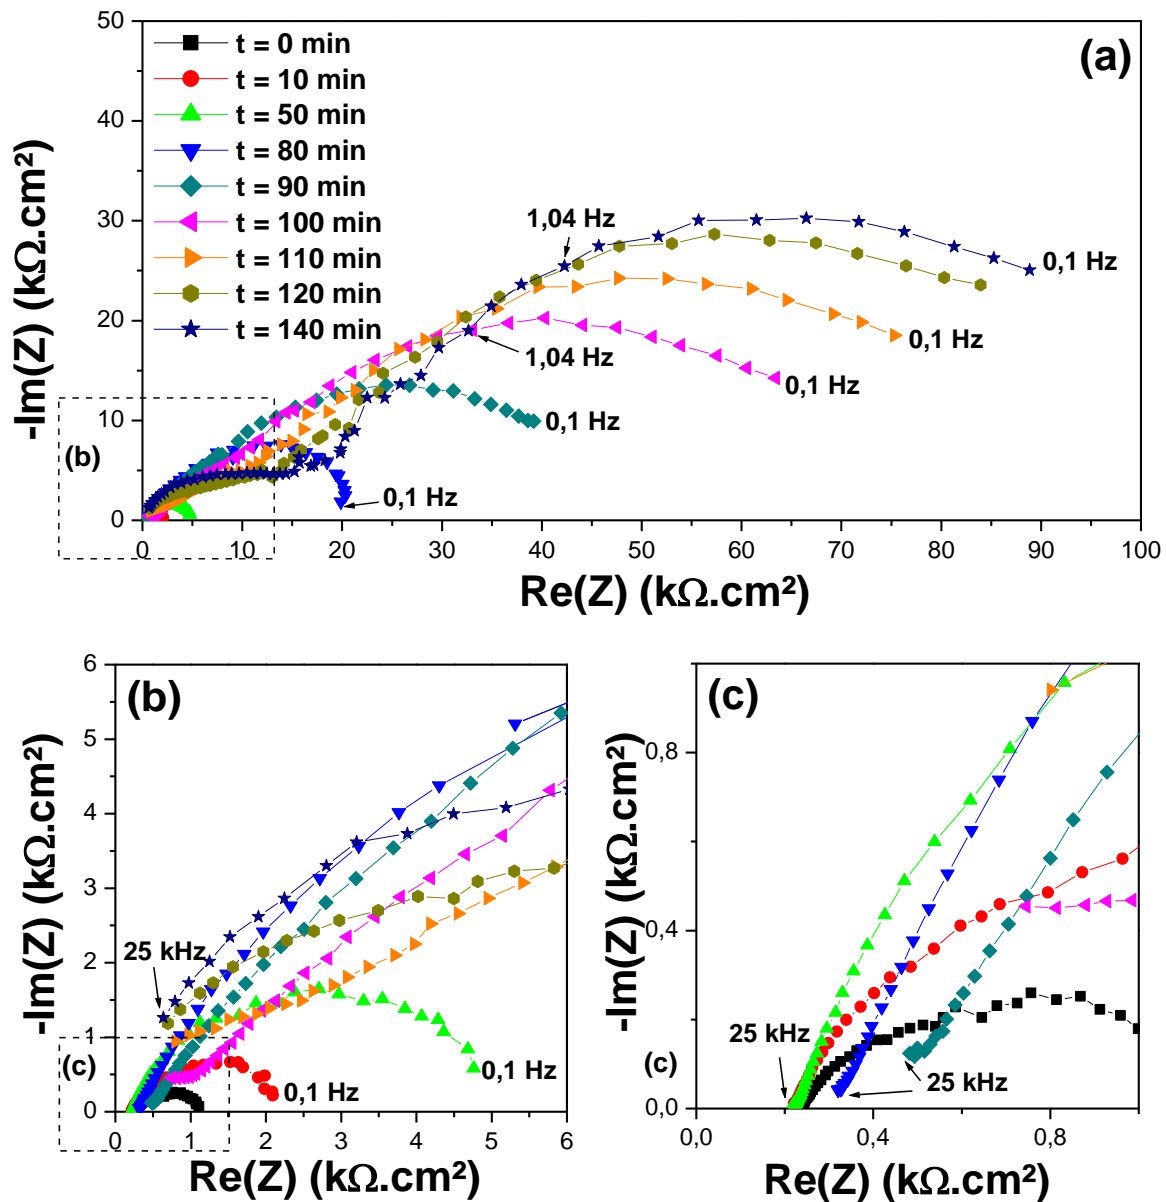 (a)
-Im(Z) (kΩ.cm²)
50
40
30
20
10
0
t = 0 min
t = 10 min
t = 50 min
t = 80 min
t = 90 min
t = 100 min
t = 110 min
t = 120 min
t = 140 min
1,04 Hz
0,1 Hz
0,1 Hz
1,04 Hz
0,1 Hz
0,1 Hz
0,1 Hz
(b)
0 10 20 30 40 50 60 70 80 90 100
Re(Z) (kΩ.cm²)
(b)
-Im(Z) (kΩ.cm²)
6
5
4
3
2
1
0
25 kHz
(c)
0,1 Hz
0,1 Hz
0 1 2 3 4 5 6
Re(Z) (kΩ.cm²)
(c)
-Im(Z) (kΩ.cm²)
0,8
0,4
0,0
25 kHz
25 kHz
(c)
0,0 0,4 0,8
Re(Z) (kΩ.cm²)